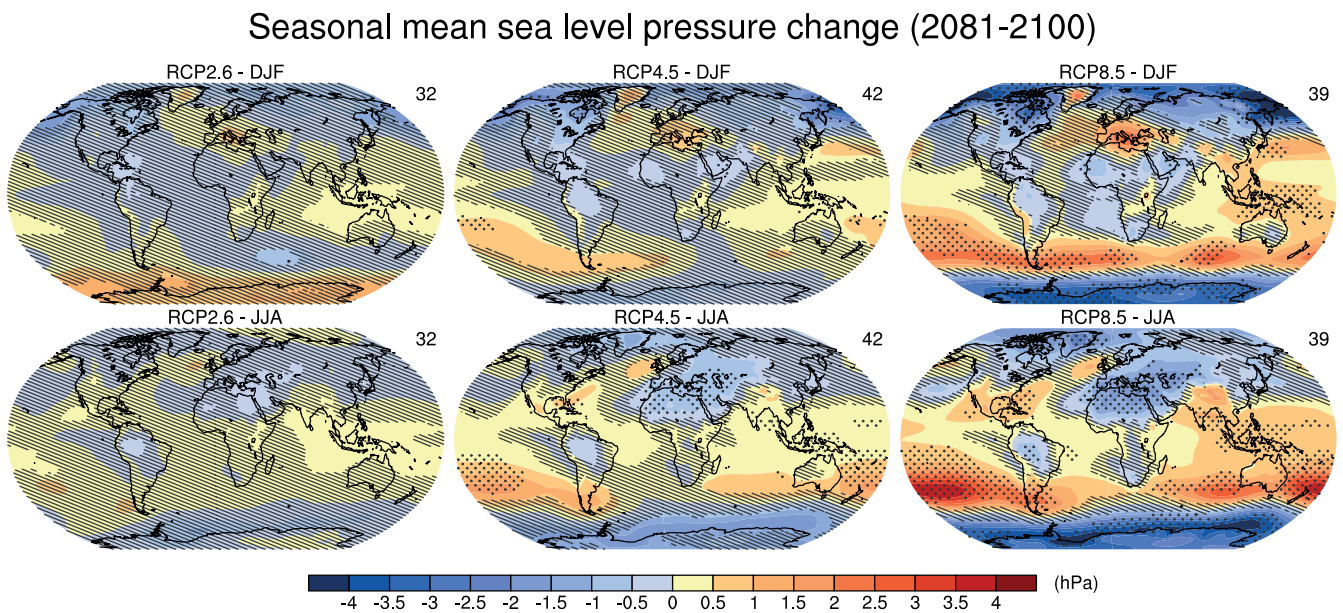 Seasonal mean sea level pressure change (2081-2100)
RCP2.6 - DJF
32
RCP4.5 - DJF
42
RCP8.5 - DJF
39
RCP2.6 - JJA
32
RCP4.5 - JJA
42
RCP8.5 - JJA
39
(hPa)
-4 -3.5 -3 -2.5 -2 -1.5 -1 -0.5 0 0.5 1 1.5 2 2.5 3 3.5 4